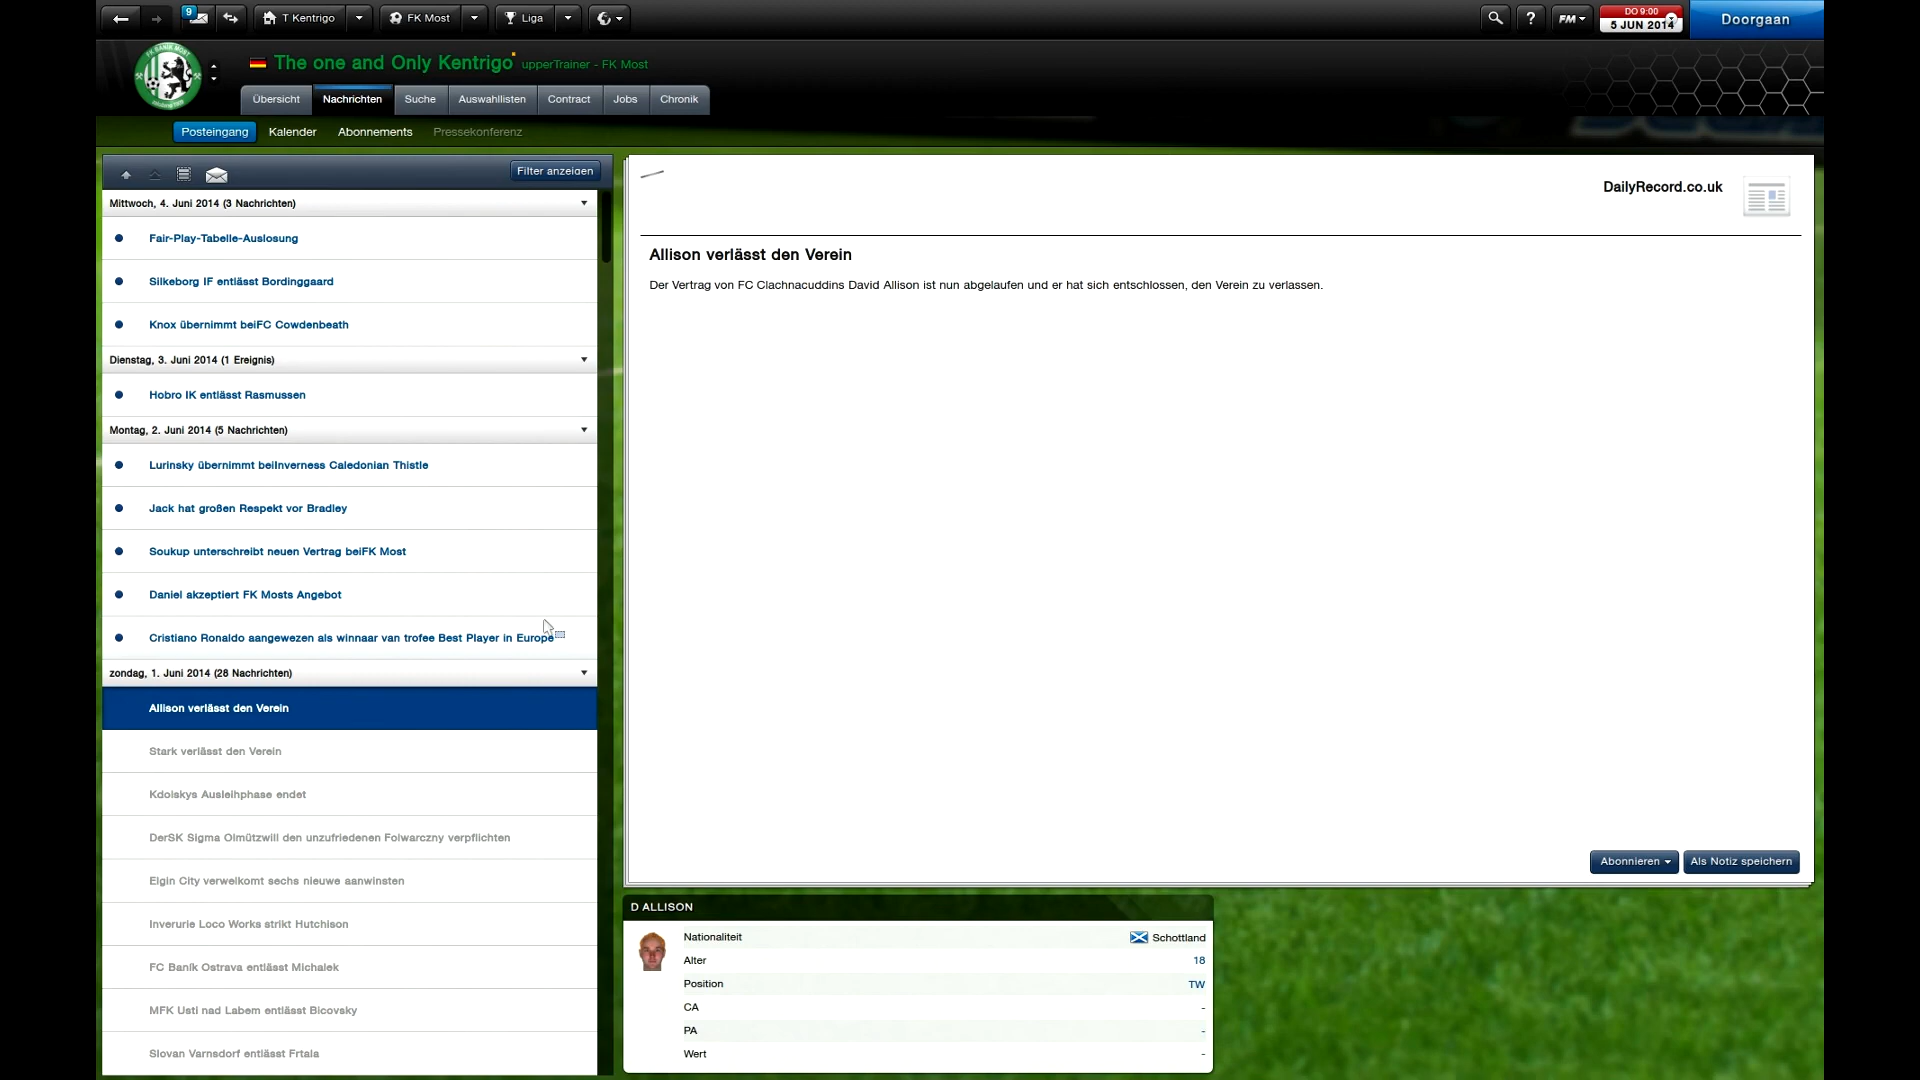 9
T Kentrigo
FK Most
Liga
?
FM
DO 9:00
5 JUN 2014
Doorgaan
The one and Only Kentrigo
upperTrainer - FK Most
Übersicht
Nachrichten
Suche
Auswahllisten
Contract
Jobs
Chronik
Posteingang
Kalender
Abonnements
Pressekonferenz
Filter anzeigen
Mittwoch, 4. Juni 2014 (3 Nachrichten)
Fair-Play-Tabelle-Auslosung
Silkeborg IF entlässt Bordinggaard
Knox übernimmt beiFC Cowdenbeath
Dienstag, 3. Juni 2014 (1 Ereignis)
Hobro IK entlässt Rasmussen
Montag, 2. Juni 2014 (5 Nachrichten)
Lurinsky übernimmt beiInverness Caledonian Thistle
Jack hat großen Respekt vor Bradley
Soukup unterschreibt neuen Vertrag beiFK Most
Daniel akzeptiert FK Mosts Angebot
Cristiano Ronaldo aangewezen als winnaar van trofee Best Player in Europe
zondag, 1. Juni 2014 (28 Nachrichten)
Allison verlässt den Verein
Stark verlässt den Verein
Kdolskys Ausleihphase endet
DerSK Sigma Olmützwill den unzufriedenen Folwarczny verpflichten
Elgin City verwelkomt sechs nieuwe aanwinsten
Inverurie Loco Works strikt Hutchison
FC Baník Ostrava entlässt Michalek
MFK Usti nad Labem entlässt Bicovsky
Slovan Varnsdorf entlässt Frtala
DailyRecord.co.uk
Allison verlässt den Verein
Der Vertrag von FC Clachnacuddins David Allison ist nun abgelaufen und er hat sich entschlossen, den Verein zu verlassen.
Abonnieren
Als Notiz speichern
D ALLISON
Nationaliteit
Schottland
Alter
18
Position
TW
CA
-
PA
-
Wert
-